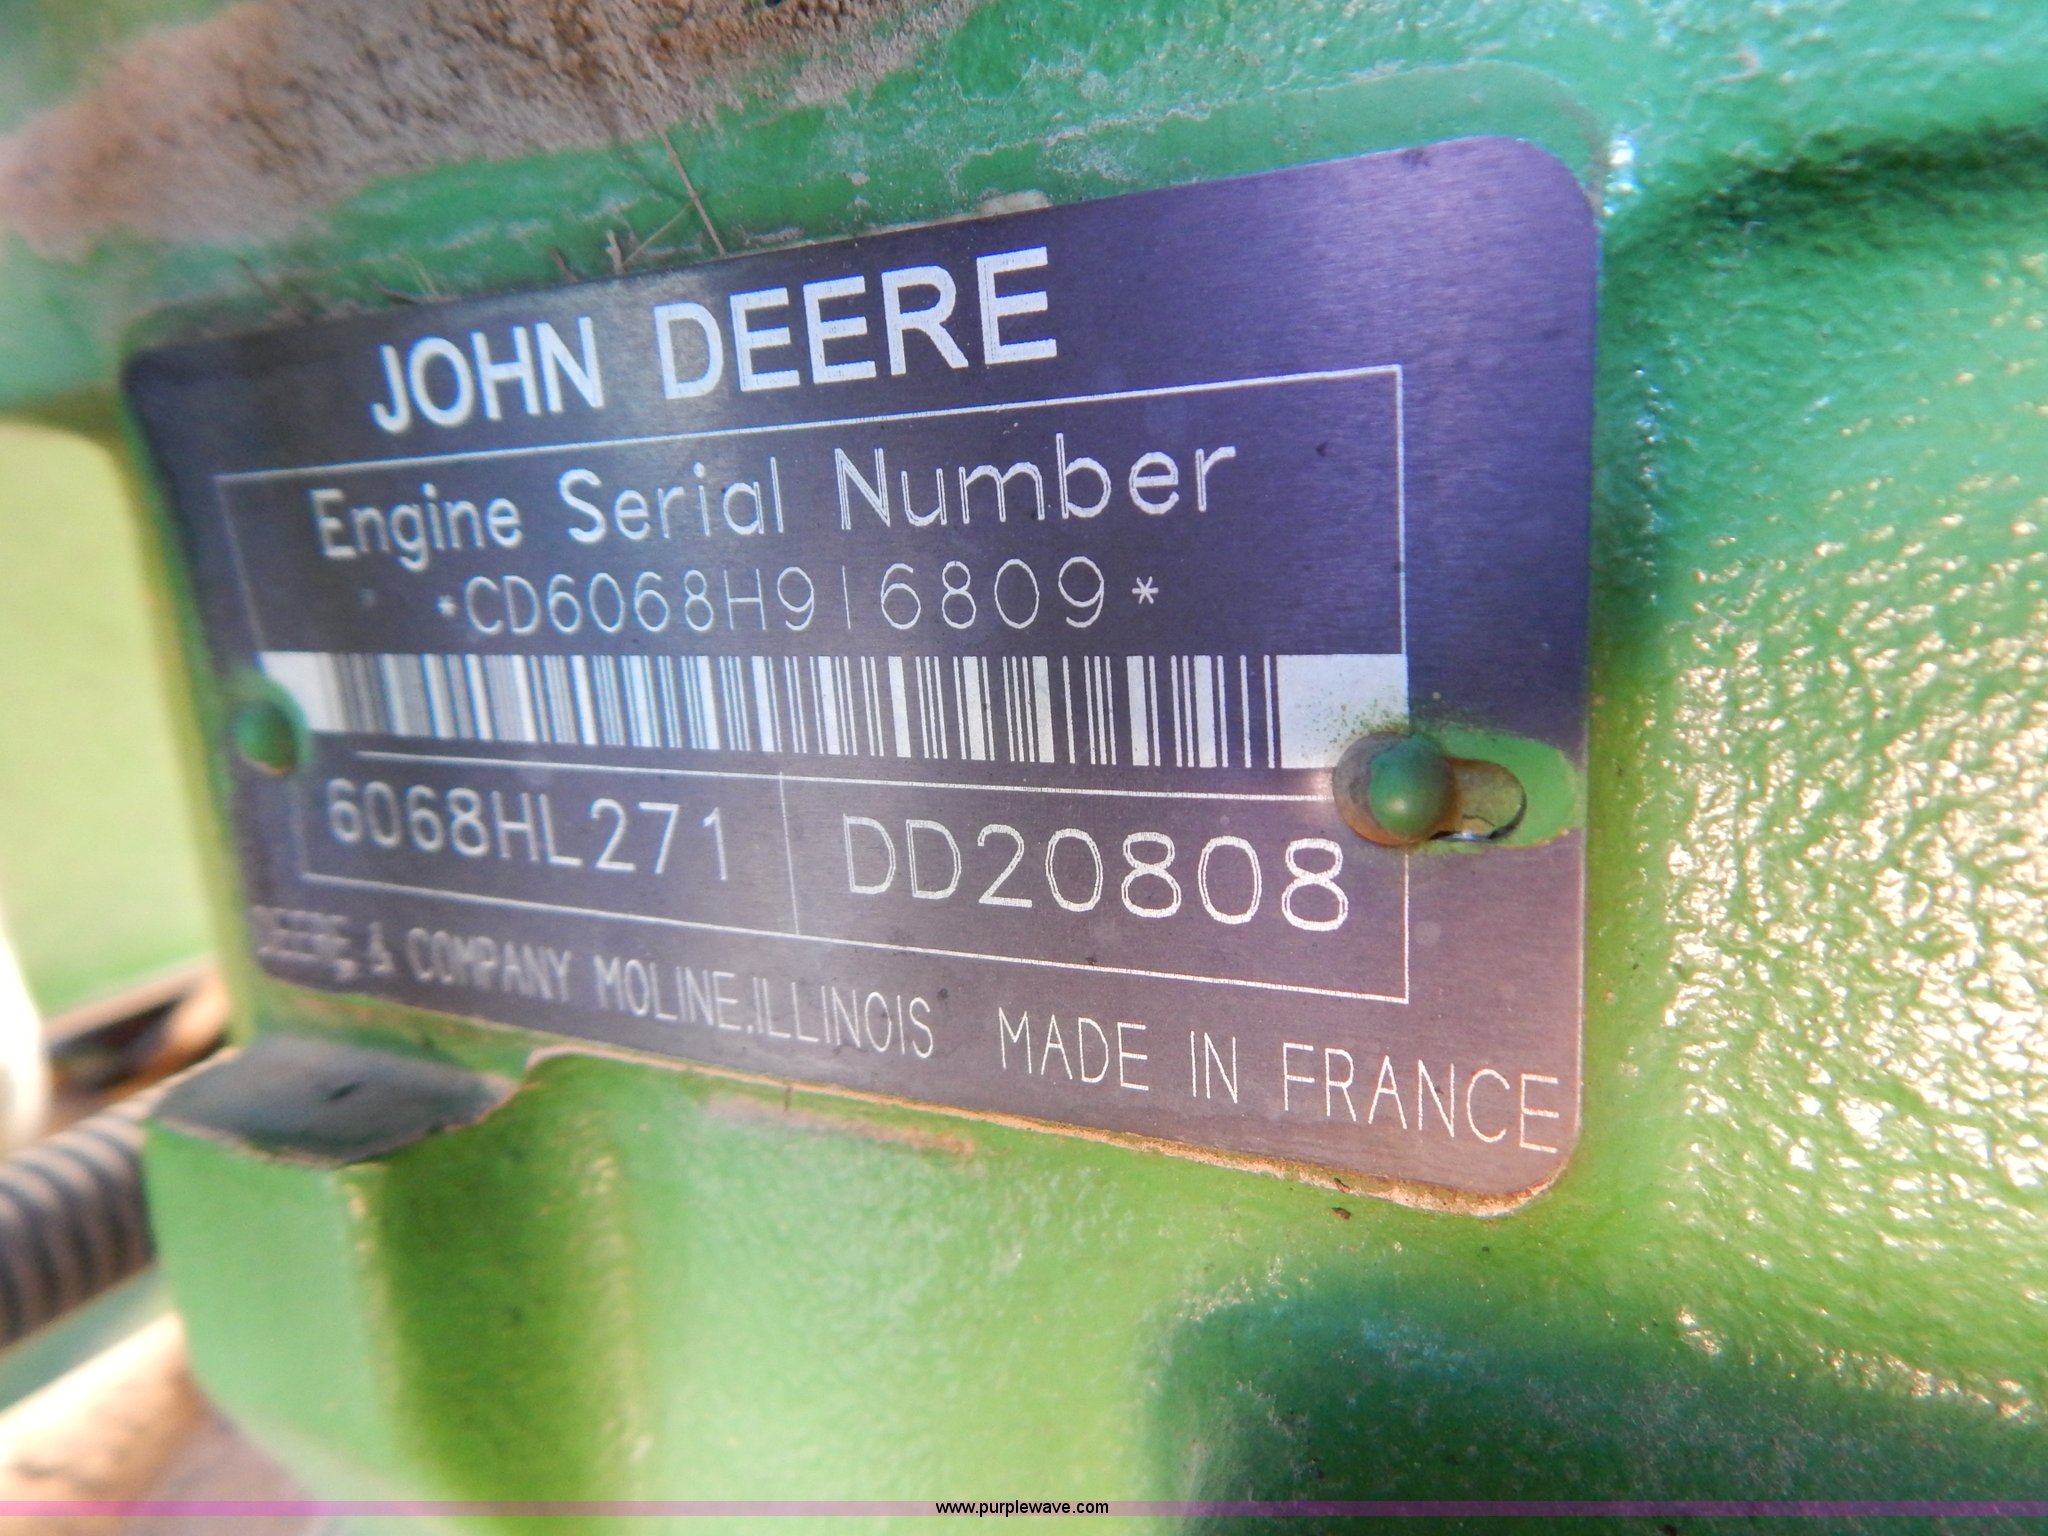 JOHN DEERE
Engine Serial Number
*CD6068H916809*
6068HL271 DD20808
DEERE & COMPANY MOLINE,ILLINOIS MADE IN FRANCE
www.purplewave.com